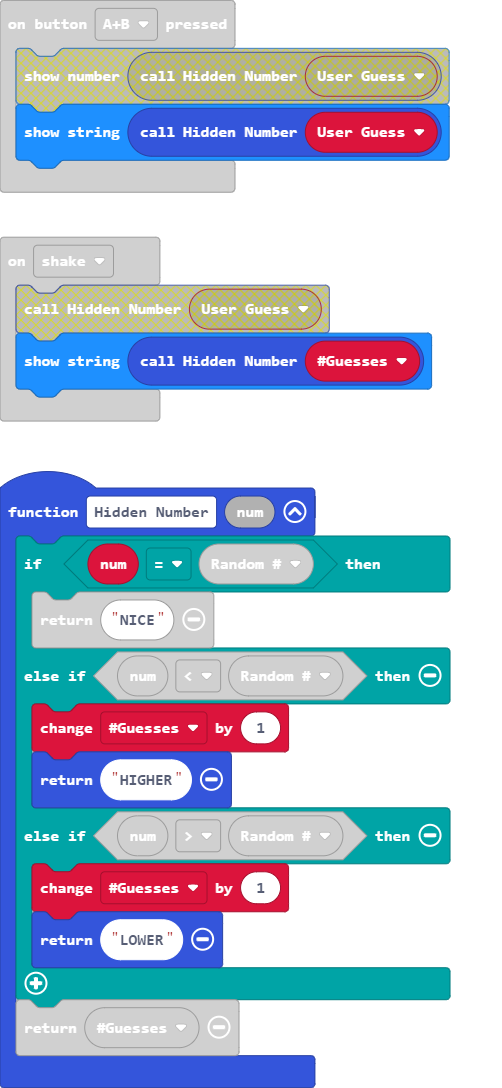 on button A+B pressed
show number call Hidden Number User Guess
show string call Hidden Number User Guess
on shake
call Hidden Number User Guess
show string call Hidden Number #Guesses
function Hidden Number num
if num = Random # then
return "NICE"
else if num < Random # then
change #Guesses by 1
return "HIGHER"
else if num > Random # then
change #Guesses by 1
return "LOWER"
return #Guesses